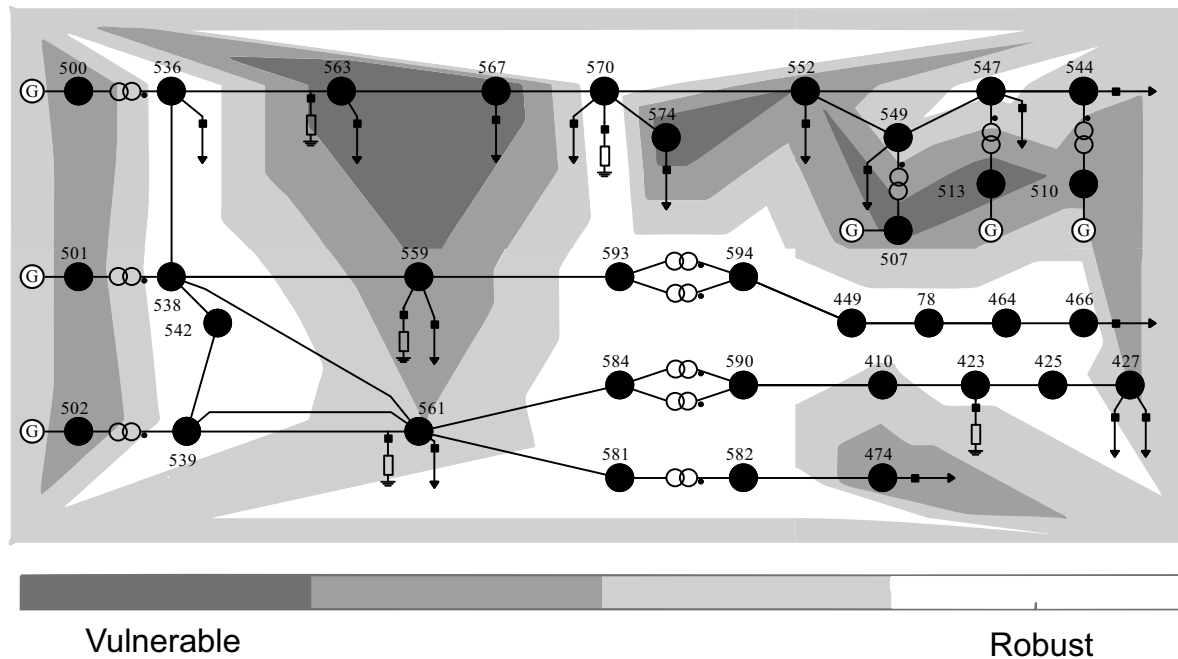 500 536 563 567 570 552 547 544
G
574 549
513 510
G G G
507
501 559 593 594
G
538
542 449 78 464 466
584 590 410 423 425 427
502 561
G
539 581 582 474
Vulnerable Robust